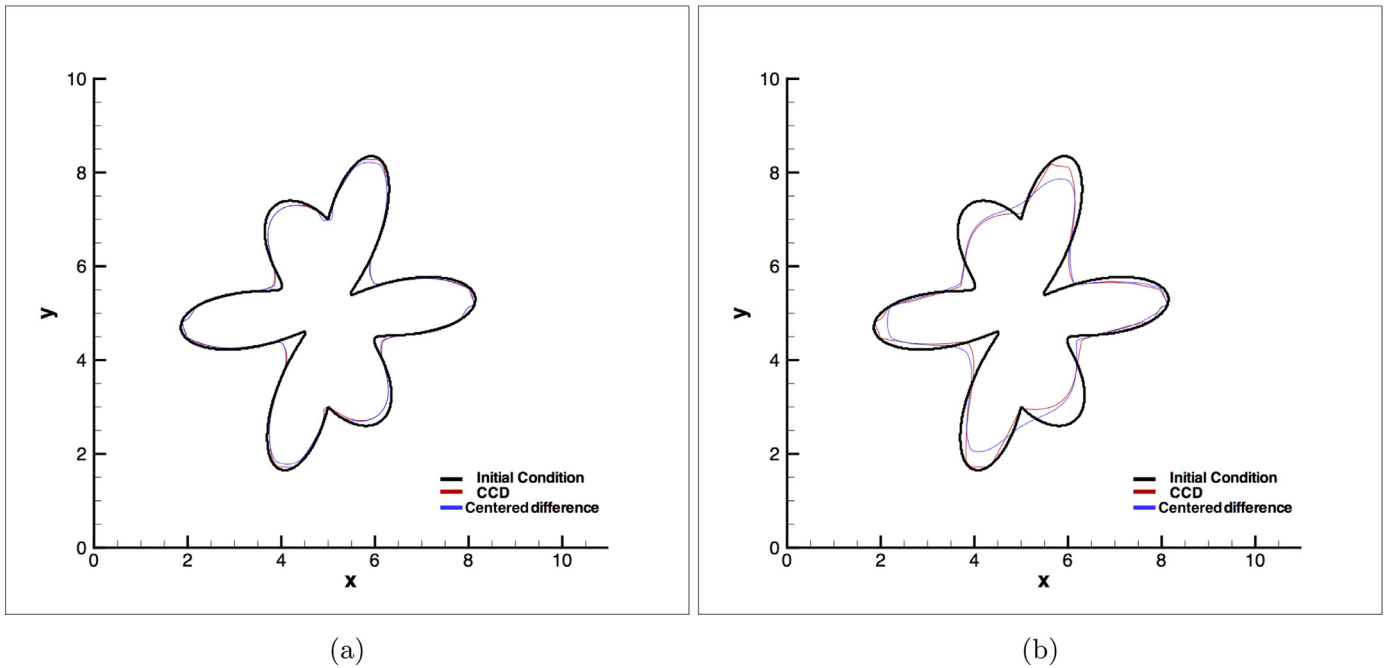 10
8
6
4
2
0
y
0 2 4 6 8 10
x
Initial Condition
CCD
Centered difference
(a)
10
8
6
4
2
0
y
0 2 4 6 8 10
x
Initial Condition
CCD
Centered difference
(b)